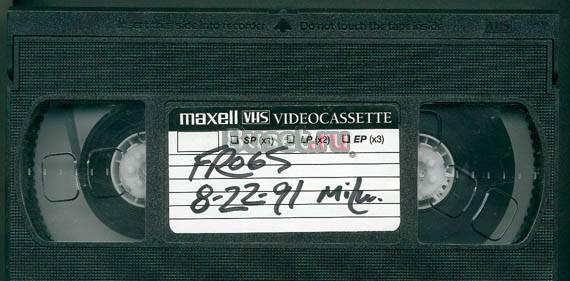 Insert this side into recorder ▲ Do not touch the tape inside VHS
maxell VHS VIDEOCASSETTE
☐ SP (x1) ☐ LP (x2) ☐ EP (x3)
FROGS
8-22-91 Milw.